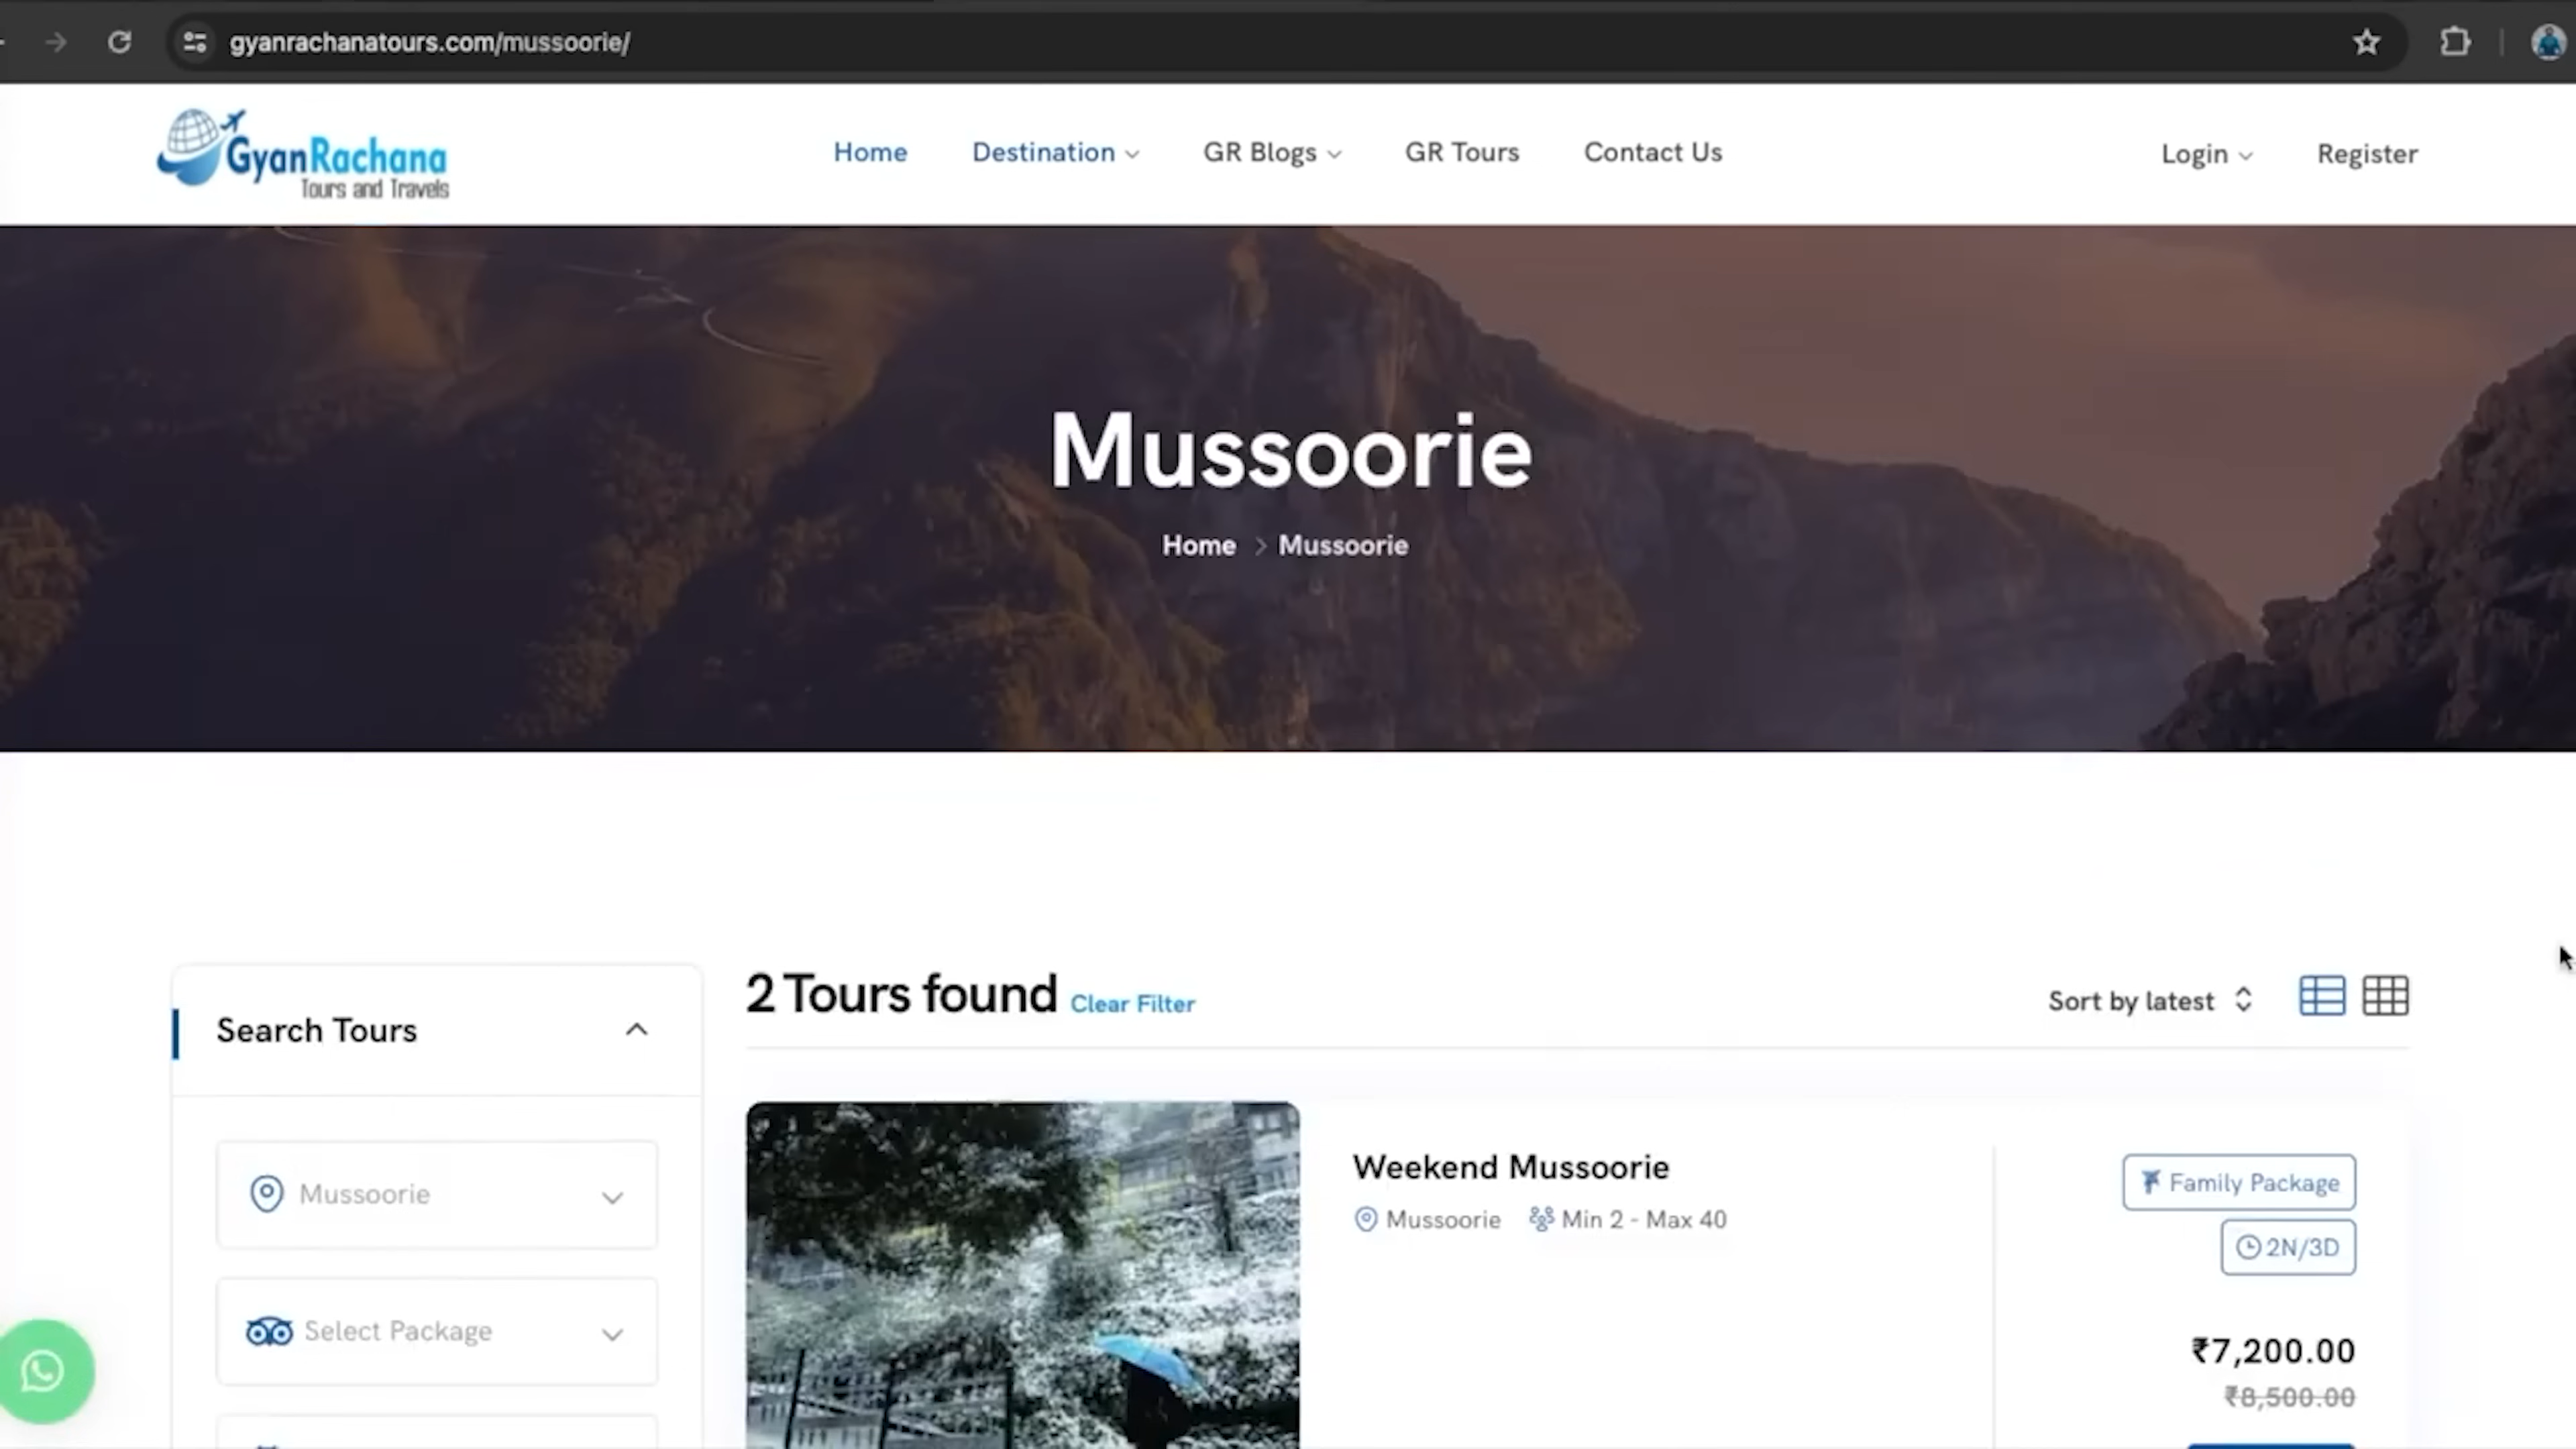 gyanrachanatours.com/mussoorie/
GyanRachana
Tours and Travels
Home Destination GR Blogs GR Tours Contact Us Login Register
Mussoorie
Home > Mussoorie
Search Tours
Mussoorie
Select Package
2 Tours found Clear Filter
Sort by latest
Weekend Mussoorie
Mussoorie Min 2 - Max 40
Family Package
2N/3D
₹7,200.00
₹8,500.00